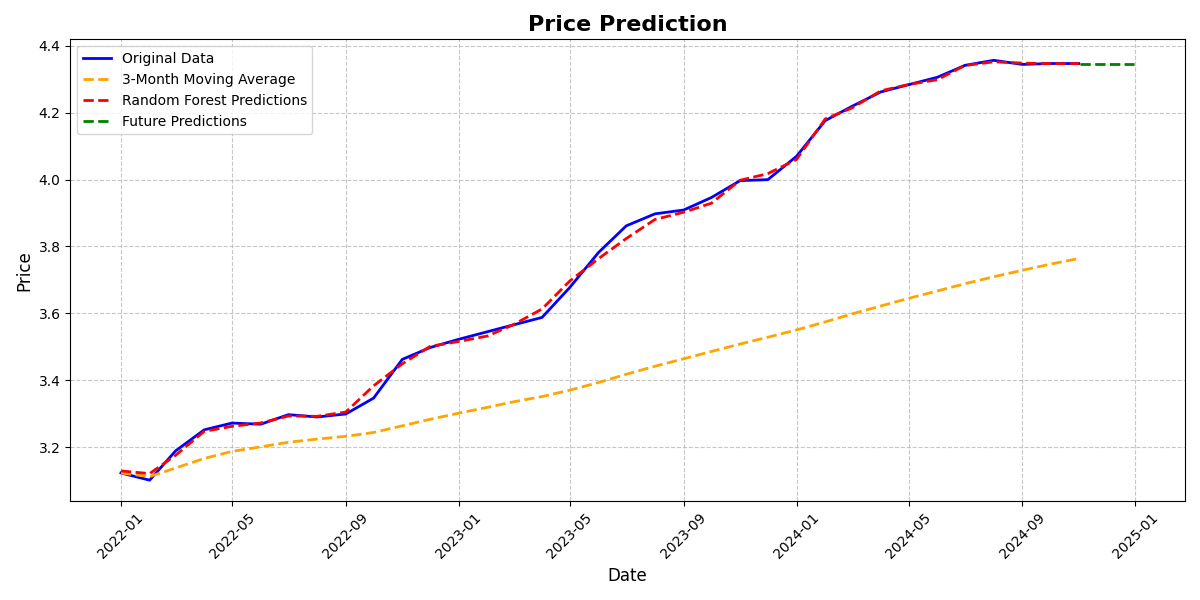 Price Prediction
Original Data
3-Month Moving Average
Random Forest Predictions
Future Predictions
4.4
4.2
4.0
3.8
3.6
3.4
3.2
Price
2022-01
2022-05
2022-09
2023-01
2023-05
2023-09
2024-01
2024-05
2024-09
2025-01
Date